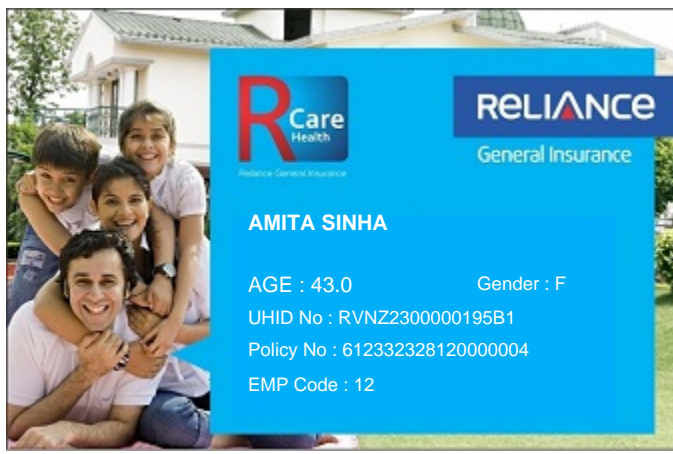 R Care
Health
Reliance General Insurance
RELIANCE
General Insurance
AMITA SINHA
AGE : 43.0 Gender : F
UHID No : RVNZ2300000195B1
Policy No : 612332328120000004
EMP Code : 12